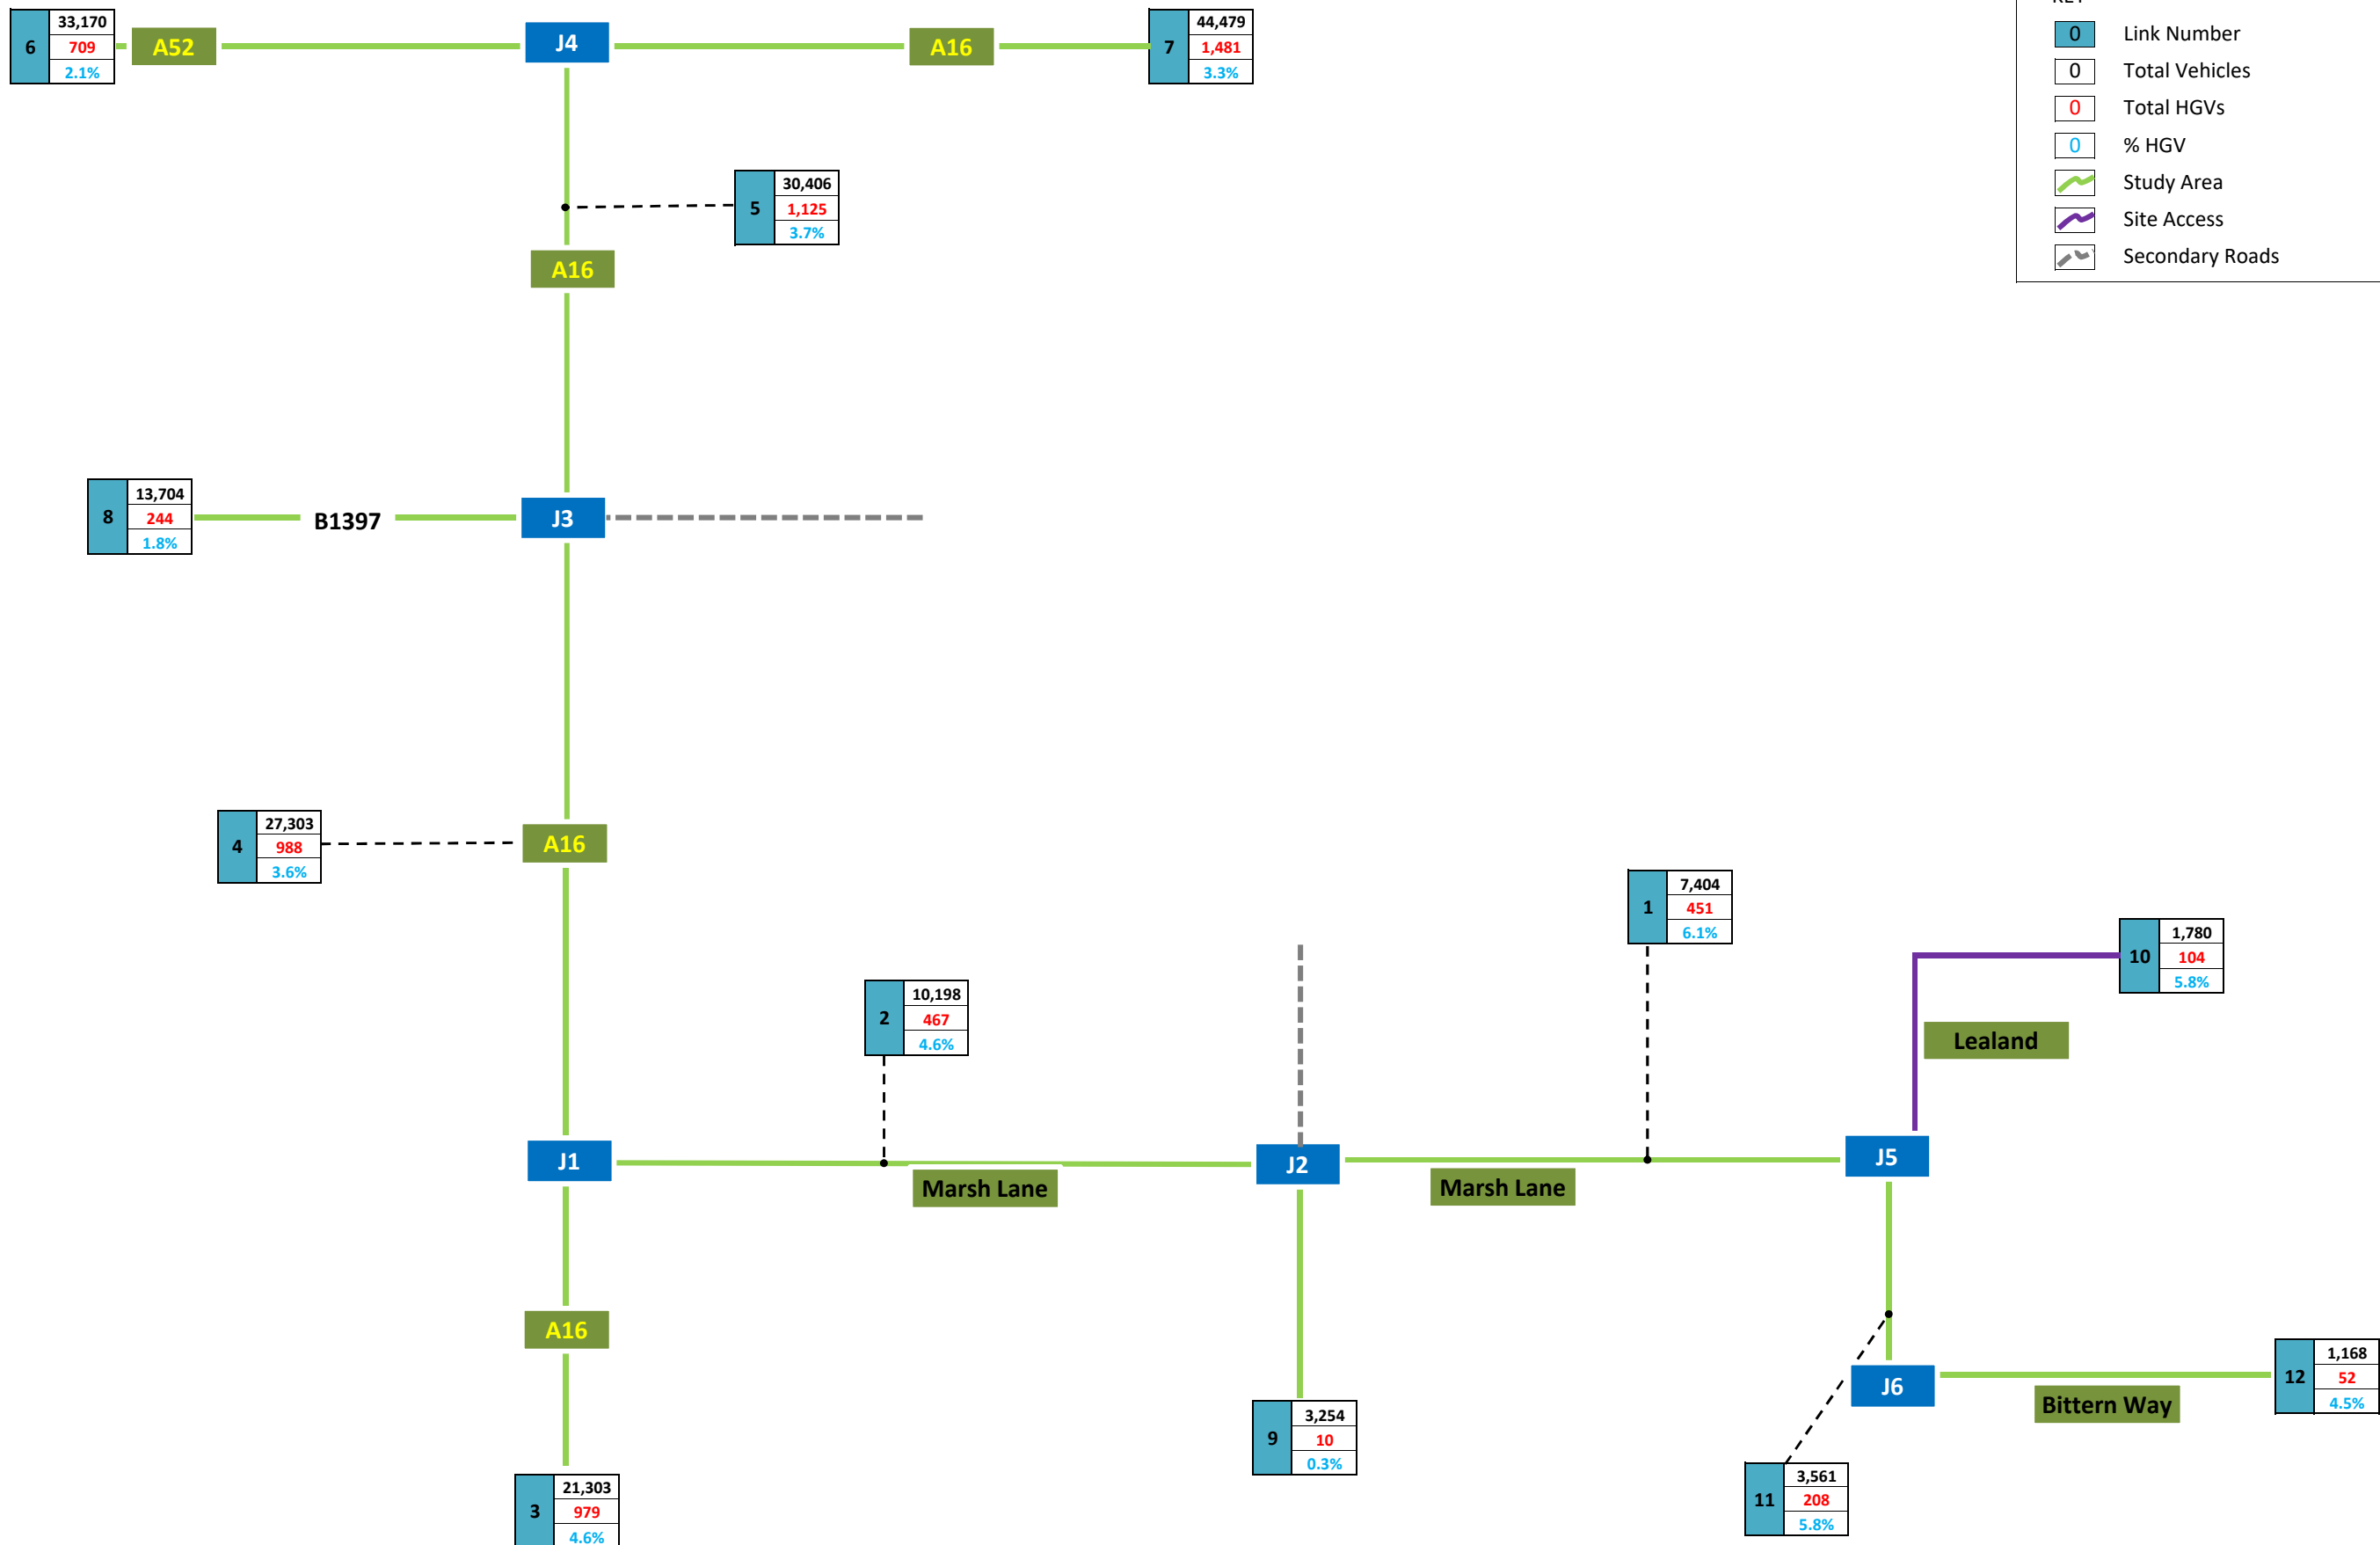 33,170
6
709
2.1%
A52
J4
A16
44,479
7
1,481
3.3%
KEY
0 Link Number
0 Total Vehicles
0 Total HGVs
0 % HGV
Study Area
Site Access
Secondary Roads
30,406
5
1,125
3.7%
A16
13,704
8
244
1.8%
B1397
J3
27,303
4
988
3.6%
A16
7,404
1
451
6.1%
1,780
10
104
5.8%
10,198
2
467
4.6%
Lealand
J1
J2
J5
Marsh Lane
Marsh Lane
A16
J6
1,168
12
52
4.5%
Bittern Way
3,254
9
10
0.3%
21,303
3
979
4.6%
3,561
11
208
5.8%